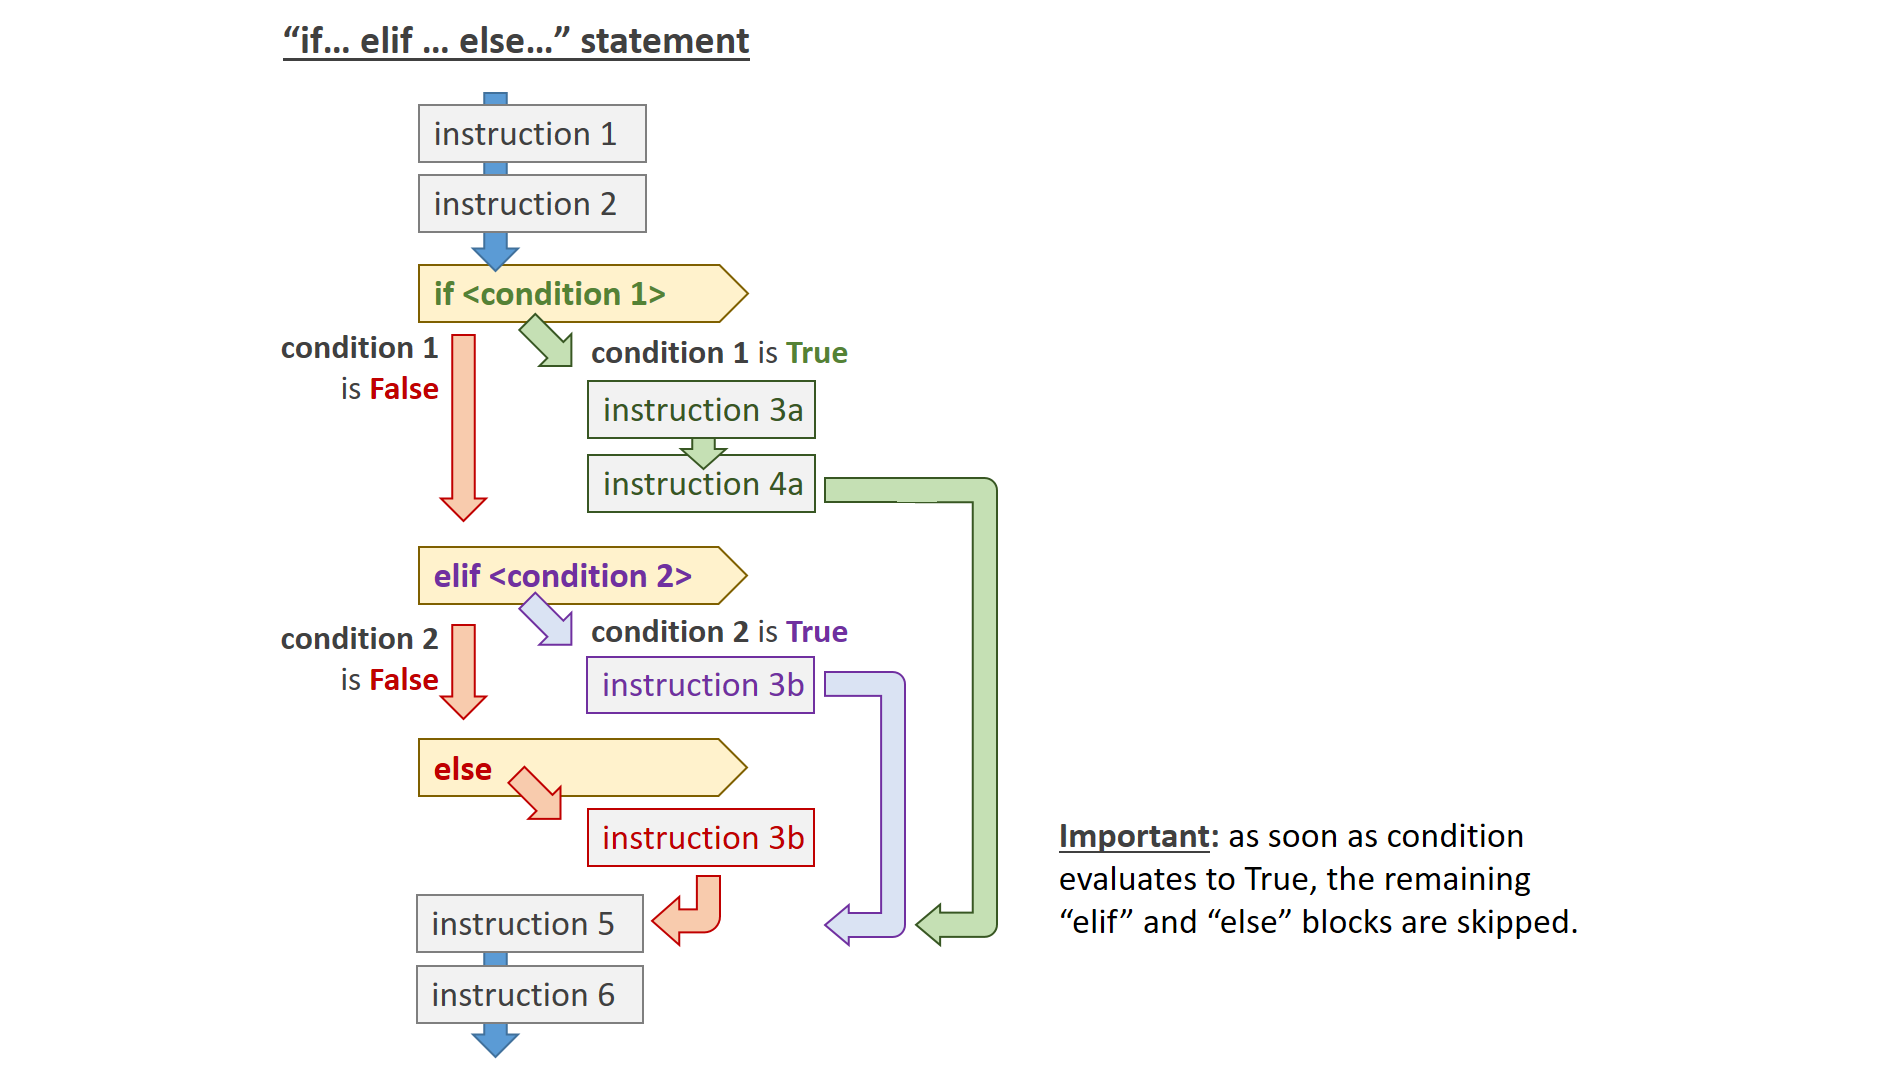 “if... elif ... else...” statement
instruction 1
instruction 2
if <condition 1>
condition 1
is False
condition 1 is True
instruction 3a
instruction 4a
elif <condition 2>
condition 2
is False
condition 2 is True
instruction 3b
else
instruction 3b
instruction 5
instruction 6
Important: as soon as condition
evaluates to True, the remaining
“elif” and “else” blocks are skipped.